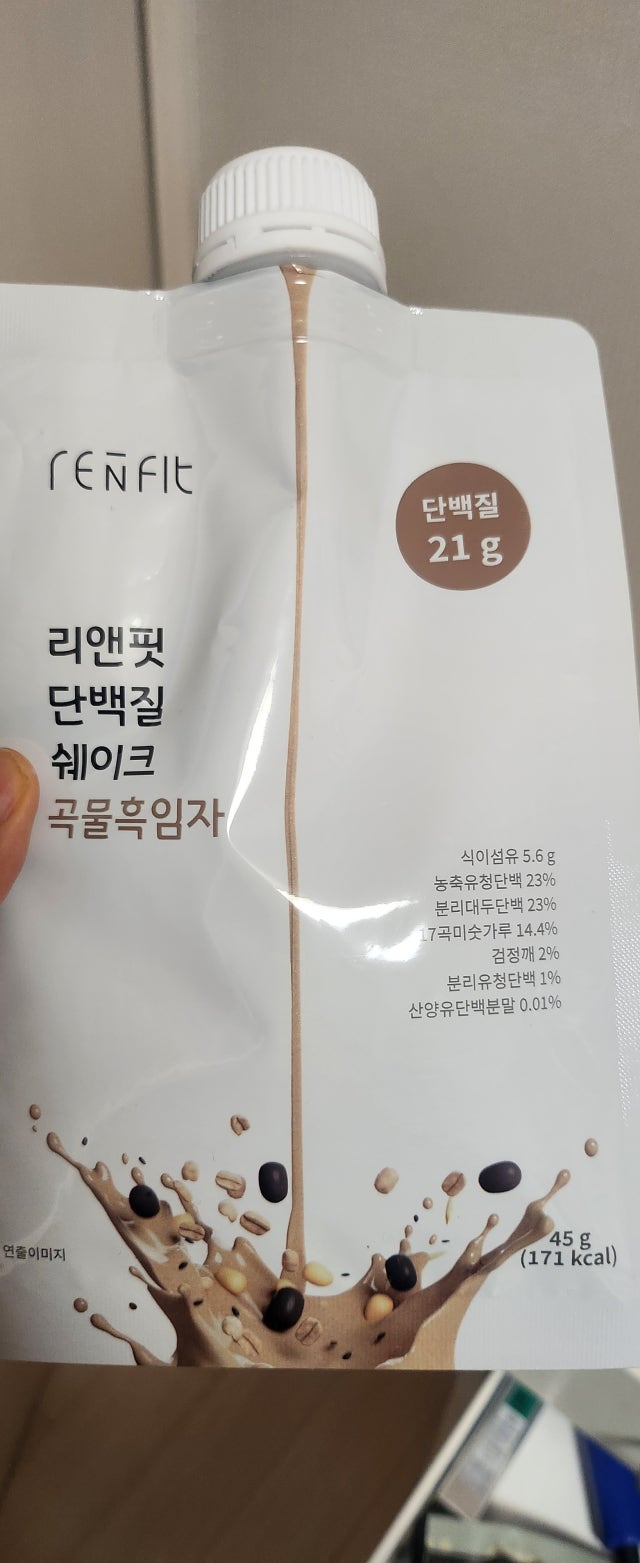 RENFIt
단백질
21 g
리앤핏
단백질
쉐이크
곡물흑임자
식이섬유 5.6 g
농축유청단백 23%
분리대두단백 23%
17곡미숫가루 14.4%
검정깨 2%
분리유청단백 1%
산양유단백분말 0.01%
연출이미지
45 g
(171 kcal)